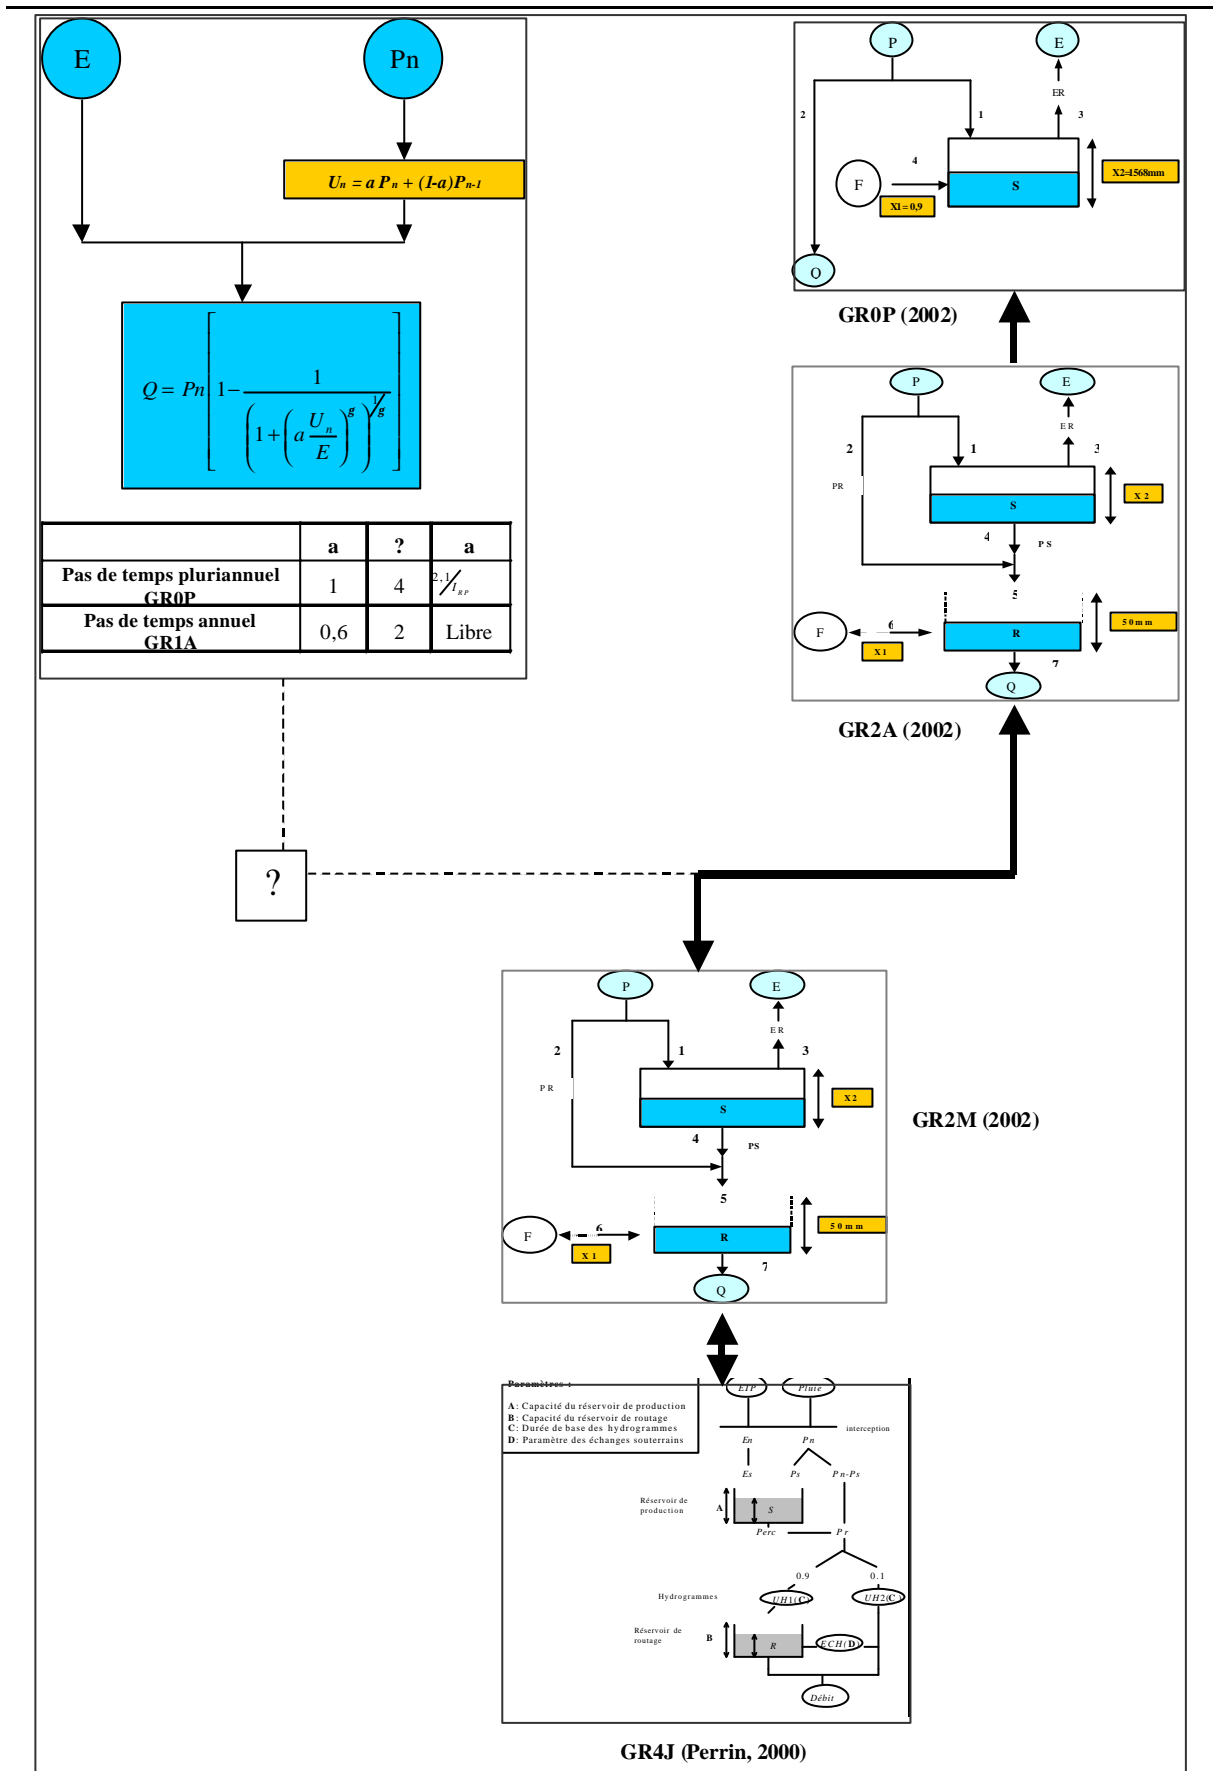 E
Pn
Un = a Pn + (1-a)Pn-1
Q = Pn [ 1 - 1 / (1 + (a Un / E)^g)^1/g ]
a ? a
Pas de temps pluriannuel GR0P 1 4 2,1/IRP
Pas de temps annuel GR1A 0,6 2 Libre
?
P
E
ER
2
1
3
4
F
S
X2=1568mm
X1=0,9
Q
GR0P (2002)
P
E
ER
2
1
3
PR
S
X 2
4
PS
5
F
6
R
50mm
X1
7
Q
GR2A (2002)
P
E
ER
2
1
3
PR
S
X2
4
PS
5
F
6
R
50mm
X1
7
Q
GR2M (2002)
Paramètres :
A: Capacité du réservoir de production
B: Capacité du réservoir de routage
C: Durée de base des hydrogrammes
D: Paramètre des échanges souterrains
ETP
Pluie
interception
En
Pn
Es
Ps
Pn-Ps
Réservoir de
production
A
S
Perc
Pr
0.9
0.1
Hydrogrammes
UH1(C)
UH2(C)
Réservoir de
routage
B
R
ECH(D)
Débit
GR4J (Perrin, 2000)